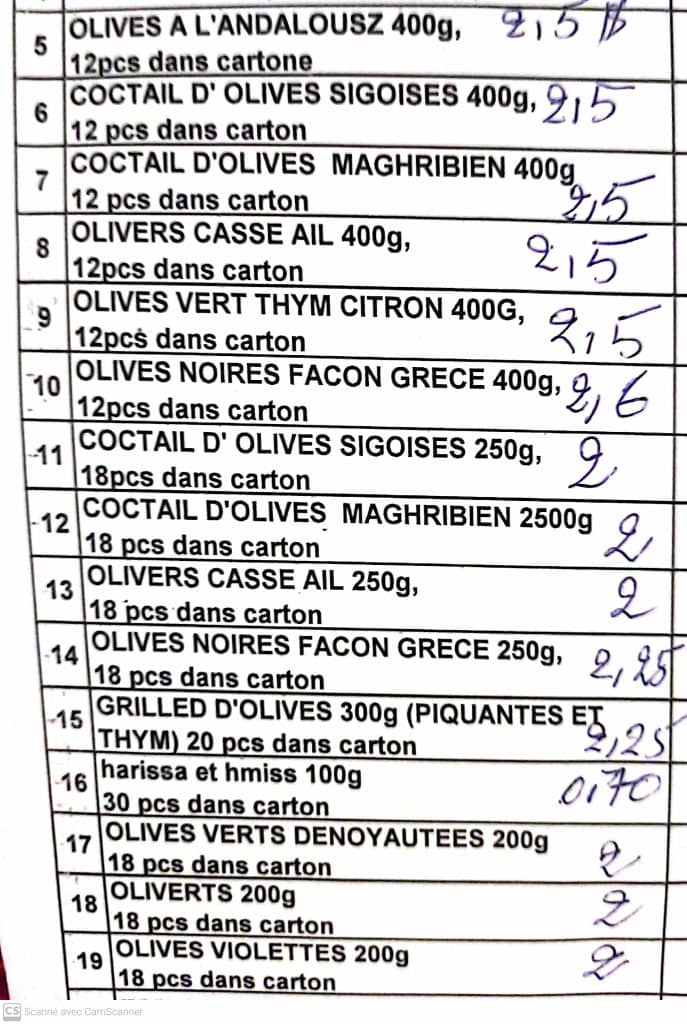 5 OLIVES A L'ANDALOUSZ 400g, 2,5 $
12pcs dans cartone
6 COCTAIL D' OLIVES SIGOISES 400g, 2,5
12 pcs dans carton
7 COCTAIL D'OLIVES MAGHRIBIEN 400g
12 pcs dans carton 2,5
8 OLIVERS CASSE AIL 400g, 2,5
12pcs dans carton
9 OLIVES VERT THYM CITRON 400G, 2,5
12pcs dans carton
10 OLIVES NOIRES FACON GRECE 400g, 2,6
12pcs dans carton
11 COCTAIL D' OLIVES SIGOISES 250g, 2
18pcs dans carton
12 COCTAIL D'OLIVES MAGHRIBIEN 2500g 2
18 pcs dans carton
13 OLIVERS CASSE AIL 250g, 2
18 pcs dans carton
14 OLIVES NOIRES FACON GRECE 250g, 2,25
18 pcs dans carton
15 GRILLED D'OLIVES 300g (PIQUANTES ET
THYM) 20 pcs dans carton 2,25
16 harissa et hmiss 100g 0,70
30 pcs dans carton
17 OLIVES VERTS DENOYAUTEES 200g 2
18 pcs dans carton
18 OLIVERTS 200g 2
18 pcs dans carton
19 OLIVES VIOLETTES 200g 2
18 pcs dans carton
CS Scanné avec CamScanner